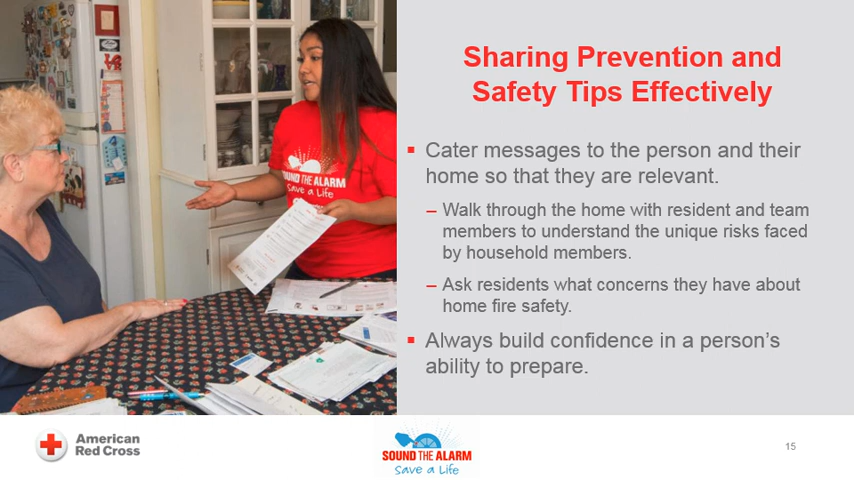 Sharing Prevention and
Safety Tips Effectively
▪ Cater messages to the person and their
home so that they are relevant.
– Walk through the home with resident and team
members to understand the unique risks faced
by household members.
– Ask residents what concerns they have about
home fire safety.
▪ Always build confidence in a person’s
ability to prepare.
SOUND THE ALARM
Save a Life
American
Red Cross
SOUND THE ALARM
Save a Life
15